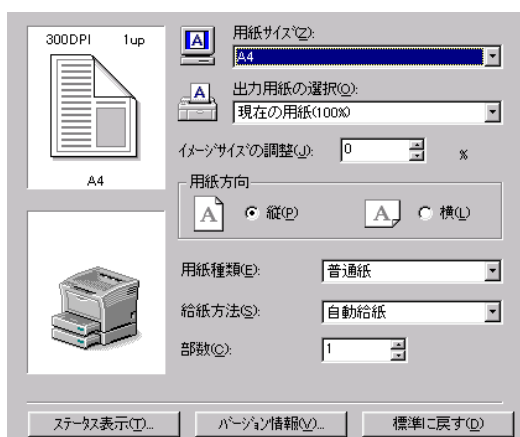 300DPI 1up
A4
用紙サイズ(Z):
A4
出力用紙の選択(O):
現在の用紙(100%)
イメージサイズの調整(J): 0 %
用紙方向
縦(P) 横(L)
用紙種類(E): 普通紙
給紙方法(S): 自動給紙
部数(C): 1
ステータス表示(T)... バージョン情報(V)... 標準に戻す(D)